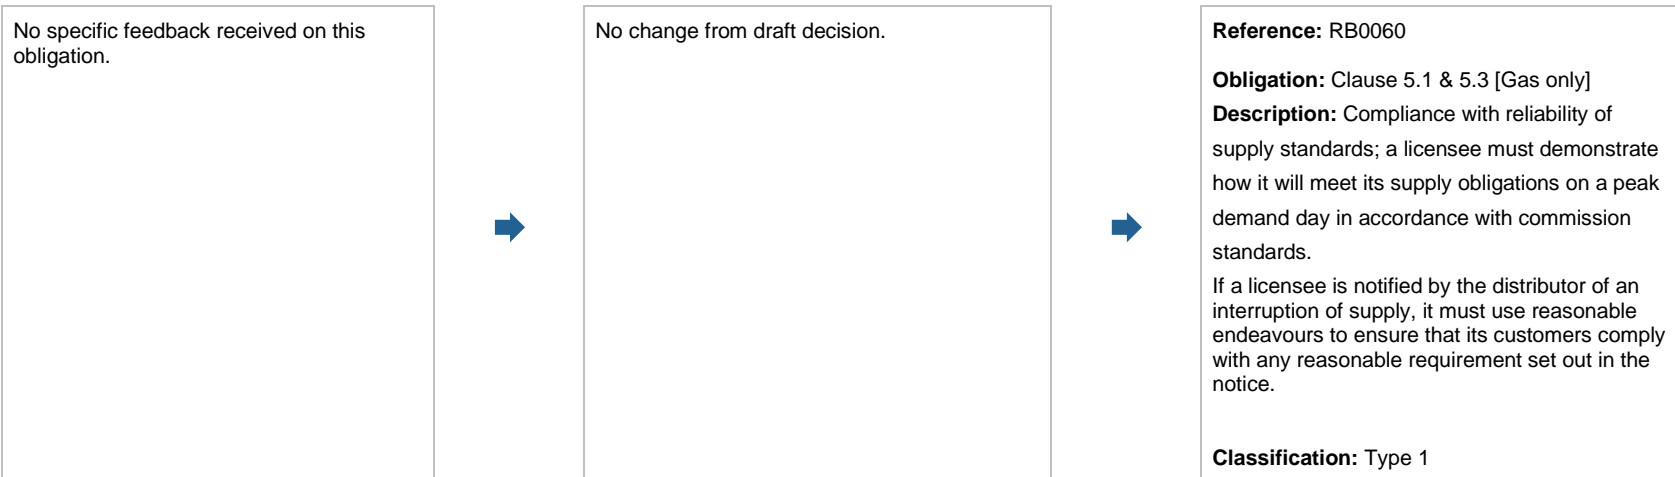 No specific feedback received on this
obligation.
No change from draft decision.
Reference: RB0060
Obligation: Clause 5.1 & 5.3 [Gas only]
Description: Compliance with reliability of
supply standards; a licensee must demonstrate
how it will meet its supply obligations on a peak
demand day in accordance with commission
standards.
If a licensee is notified by the distributor of an
interruption of supply, it must use reasonable
endeavours to ensure that its customers comply
with any reasonable requirement set out in the
notice.
Classification: Type 1